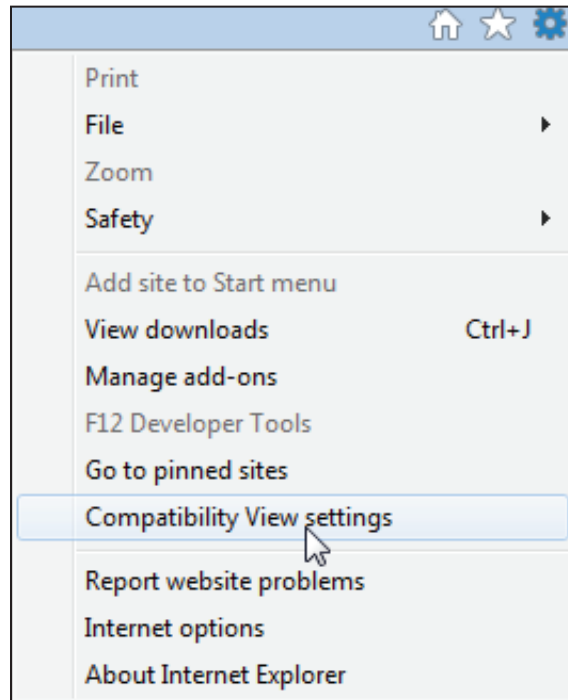 Print
File
Zoom
Safety
Add site to Start menu
View downloads Ctrl+J
Manage add-ons
F12 Developer Tools
Go to pinned sites
Compatibility View settings
Report website problems
Internet options
About Internet Explorer